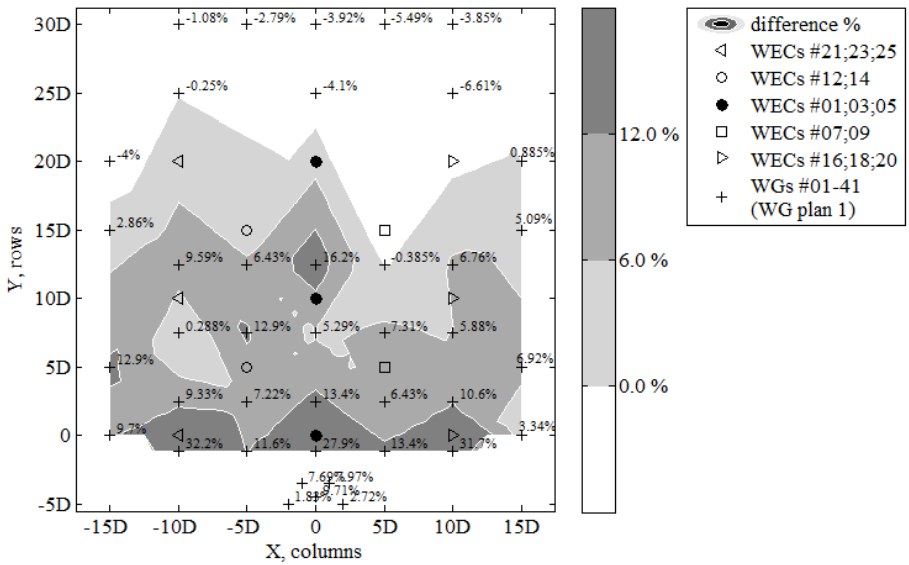 30D
-1.08%
-2.79%
-3.92%
-5.49%
-3.85%
25D
-0.25%
-4.1%
-6.61%
20D
-4%
0.885%
15D
2.86%
5.09%
9.59%
6.43%
16.2%
-0.385%
6.76%
10D
0.288%
12.9%
5.29%
7.31%
5.88%
5D
12.9%
6.92%
9.33%
7.22%
13.4%
6.43%
10.6%
0
9.7%
3.34%
32.2%
11.6%
27.9%
13.4%
31.7%
7.69%
9.71%
-5D
2.72%
-15D
-10D
-5D
0
5D
10D
15D
X, columns
Y, rows
12.0 %
6.0 %
0.0 %
difference %
WECs #21;23;25
WECs #12;14
WECs #01;03;05
WECs #07;09
WECs #16;18;20
WGs #01-41
(WG plan 1)